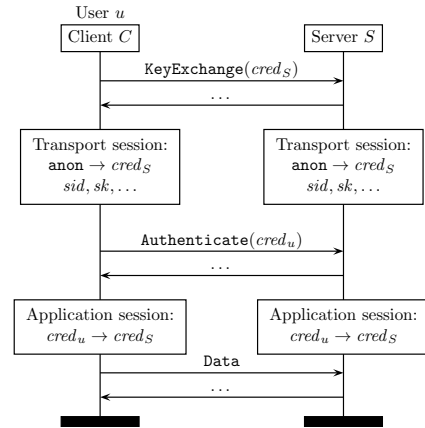 User u
Client C
Server S
KeyExchange(cred_S)
...
Transport session:
anon → cred_S
sid, sk, ...
Transport session:
anon → cred_S
sid, sk, ...
Authenticate(cred_u)
...
Application session:
cred_u → cred_S
Application session:
cred_u → cred_S
Data
...